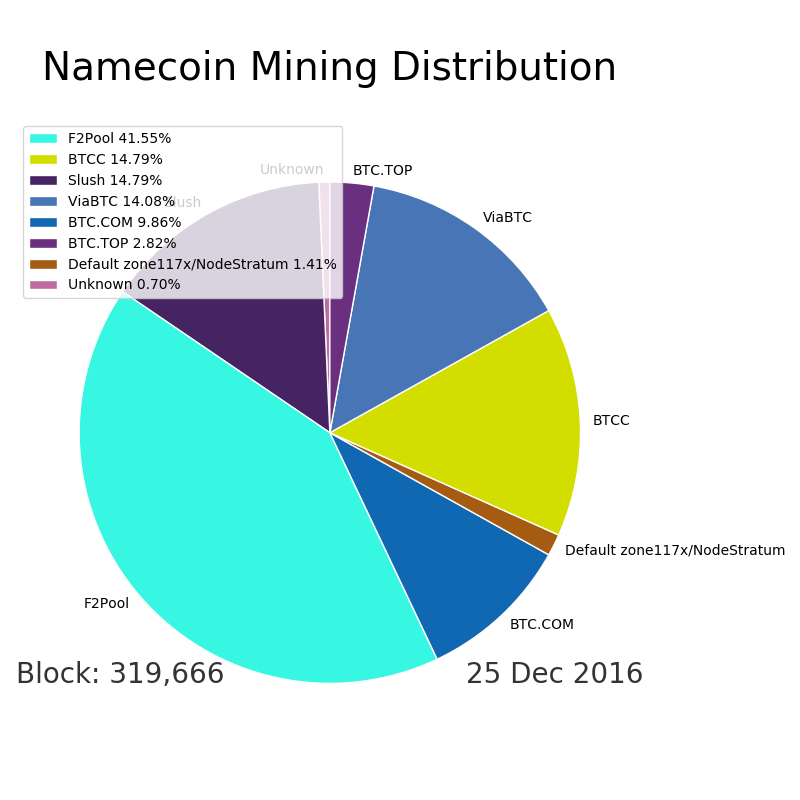 Namecoin Mining Distribution
F2Pool 41.55%
BTCC 14.79%
Slush 14.79%
ViaBTC 14.08%
BTC.COM 9.86%
BTC.TOP 2.82%
Default zone117x/NodeStratum 1.41%
Unknown 0.70%
Unknown
BTC.TOP
Slush
ViaBTC
BTCC
Default zone117x/NodeStratum
F2Pool
BTC.COM
Block: 319,666
25 Dec 2016